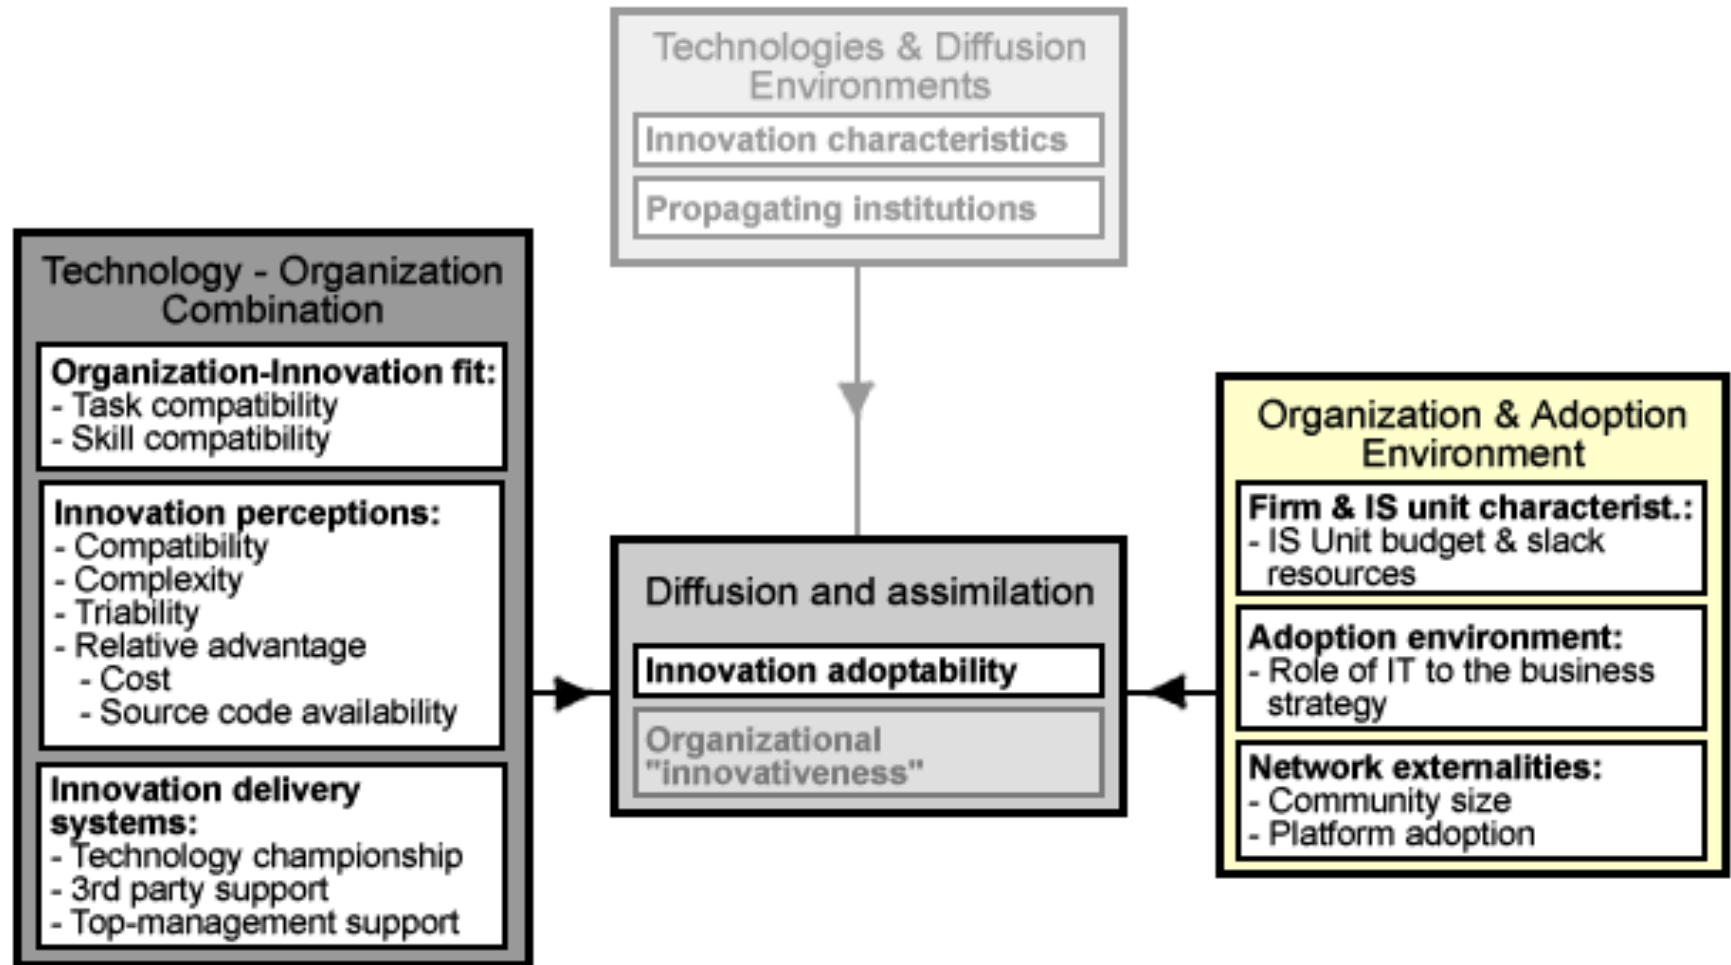 Technologies & Diffusion
Environments
Innovation characteristics
Propagating institutions
Technology - Organization
Combination
Organization-Innovation fit:
- Task compatibility
- Skill compatibility
Innovation perceptions:
- Compatibility
- Complexity
- Triability
- Relative advantage
- Cost
- Source code availability
Innovation delivery
systems:
- Technology championship
- 3rd party support
- Top-management support
Diffusion and assimilation
Innovation adoptability
Organizational
"innovativeness"
Organization & Adoption
Environment
Firm & IS unit characterist.:
- IS Unit budget & slack
resources
Adoption environment:
- Role of IT to the business
strategy
Network externalities:
- Community size
- Platform adoption